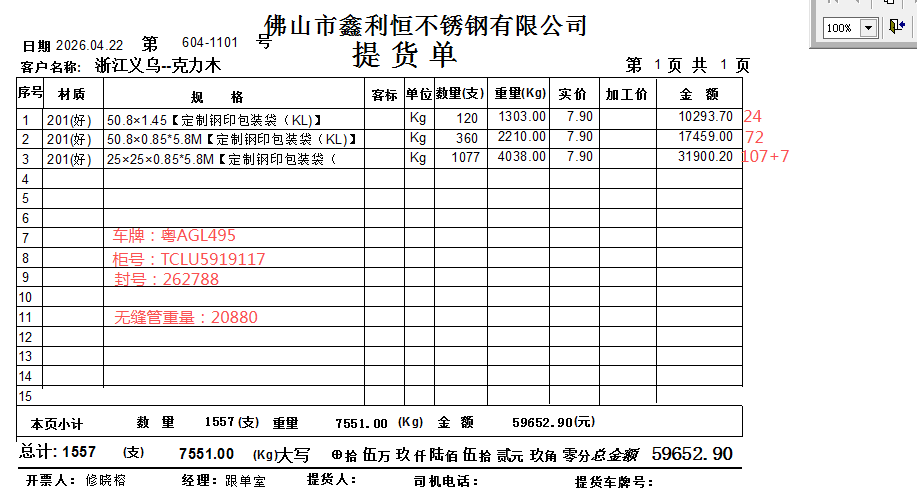 100%
佛山市鑫利恒不锈钢有限公司
日期 2026.04.22 第 604-1101 号
提货单
客户名称: 浙江义乌--克力木 第 1 页 共 1 页
序号 材质 规 格 客标 单位 数量(支) 重量(Kg) 实价 加工价 金 额
1 201(好) 50.8×1.45【定制钢印包装袋（KL)】 Kg 120 1303.00 7.90 10293.70 24
2 201(好) 50.8×0.85*5.8M【定制钢印包装袋（KL)】 Kg 360 2210.00 7.90 17459.00 72
3 201(好) 25×25×0.85*5.8M【定制钢印包装袋（ Kg 1077 4038.00 7.90 31900.20 107+7
4
5
6
7 车牌：粤AGL495
8 柜号：TCLU5919117
9 封号：262788
10
11 无缝管重量：20880
12
13
14
15
本页小计 数 量 1557(支) 重量 7551.00 (Kg) 金 额 59652.90(元)
总计: 1557 (支) 7551.00 (Kg)大写 ⊕拾 伍万 玖仟 陆佰 伍拾 贰元 玖角 零分 总金额 59652.90
开票人: 修晓榕 经理: 跟单室 提货人: 司机电话: 提货车牌号: